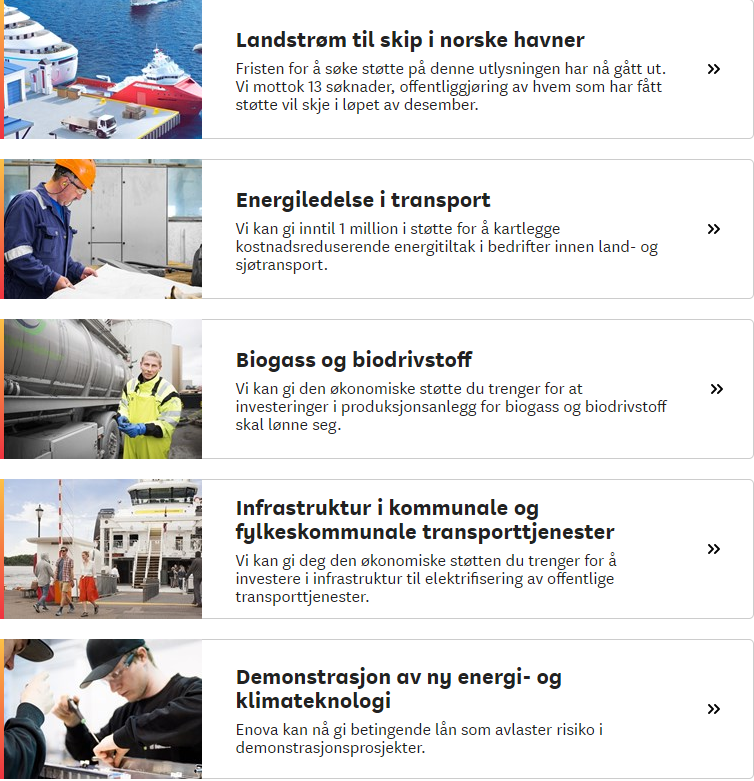 Landstrøm til skip i norske havner
Fristen for å søke støtte på denne utlysningen har nå gått ut.
Vi mottok 13 søknader, offentliggjøring av hvem som har fått
støtte vil skje i løpet av desember.
Energiledelse i transport
Vi kan gi inntil 1 million i støtte for å kartlegge
kostnadsreduserende energitiltak i bedrifter innen land- og
sjøtransport.
Biogass og biodrivstoff
Vi kan gi den økonomiske støtte du trenger for at
investeringer i produksjonsanlegg for biogass og biodrivstoff
skal lønne seg.
Infrastruktur i kommunale og
fylkeskommunale transporttjenester
Vi kan gi deg den økonomiske støtten du trenger for å
investere i infrastruktur til elektrifisering av offentlige
transporttjenester.
Demonstrasjon av ny energi- og
klimateknologi
Enova kan nå gi betingende lån som avlaster risiko i
demonstrasjonsprosjekter.